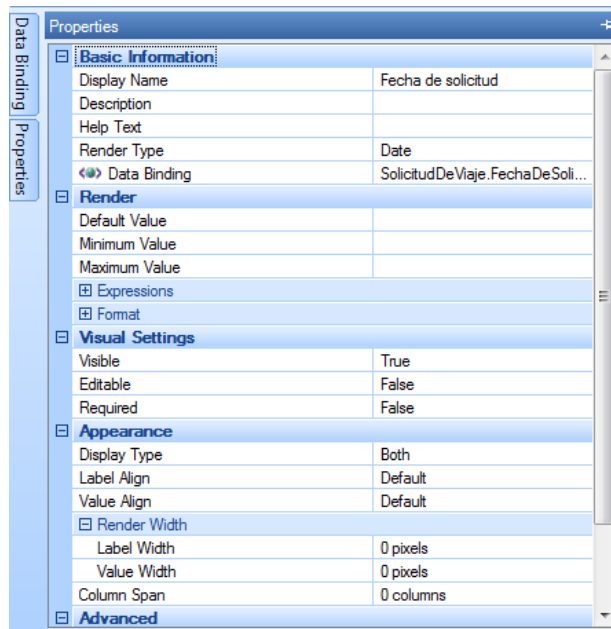 Data Binding
Properties
Properties
Basic Information
Display Name Fecha de solicitud
Description
Help Text
Render Type Date
Data Binding SolicitudDeViaje.FechaDeSoli...
Render
Default Value
Minimum Value
Maximum Value
Expressions
Format
Visual Settings
Visible True
Editable False
Required False
Appearance
Display Type Both
Label Align Default
Value Align Default
Render Width
Label Width 0 pixels
Value Width 0 pixels
Column Span 0 columns
Advanced